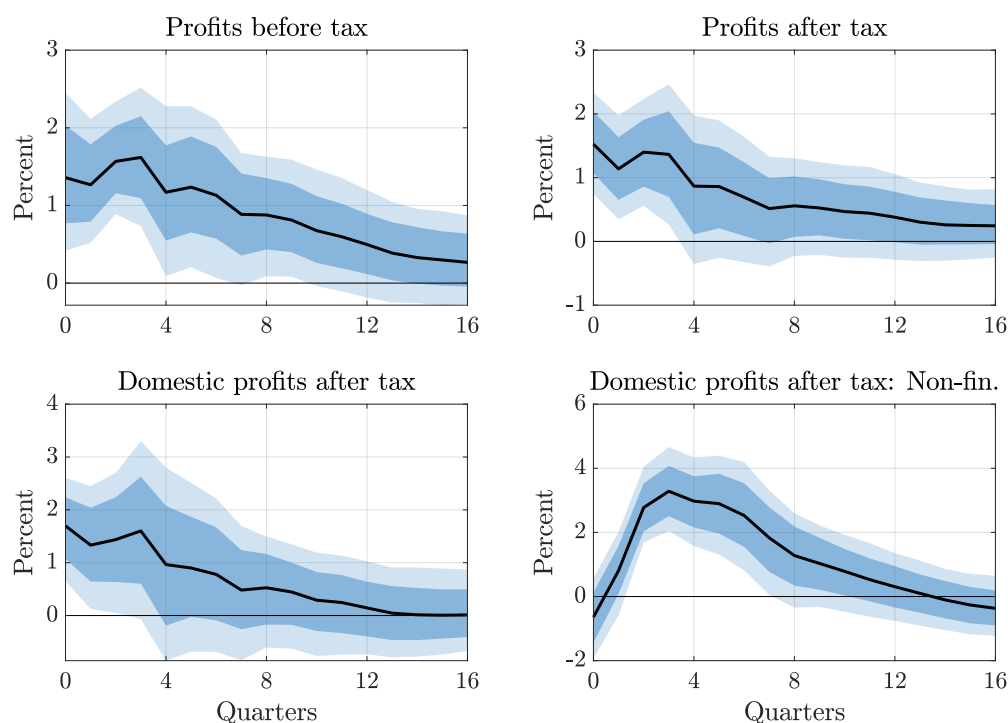 Profits before tax
Percent
3
2
1
0
0 4 8 12 16
Profits after tax
Percent
3
2
1
0
-1
0 4 8 12 16
Domestic profits after tax
Percent
4
3
2
1
0
0 4 8 12 16
Quarters
Domestic profits after tax: Non-fin.
Percent
6
4
2
0
-2
0 4 8 12 16
Quarters